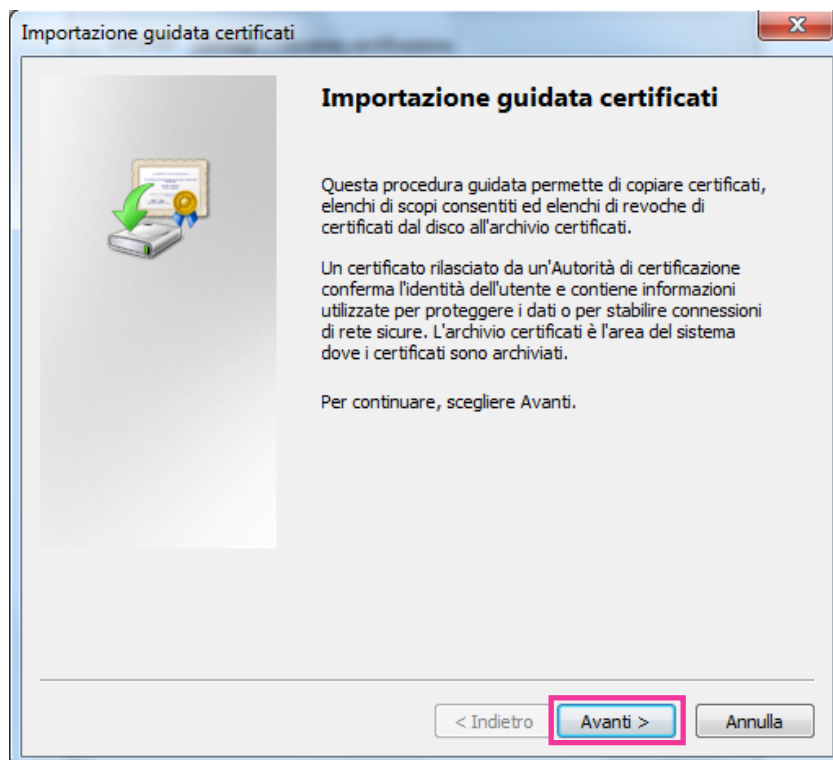 Importazione guidata certificati
Importazione guidata certificati
Questa procedura guidata permette di copiare certificati,
elenchi di scopi consentiti ed elenchi di revoche di
certificati dal disco all'archivio certificati.
Un certificato rilasciato da un'Autorità di certificazione
conferma l'identità dell'utente e contiene informazioni
utilizzate per proteggere i dati o per stabilire connessioni
di rete sicure. L'archivio certificati è l'area del sistema
dove i certificati sono archiviati.
Per continuare, scegliere Avanti.
< Indietro Avanti > Annulla